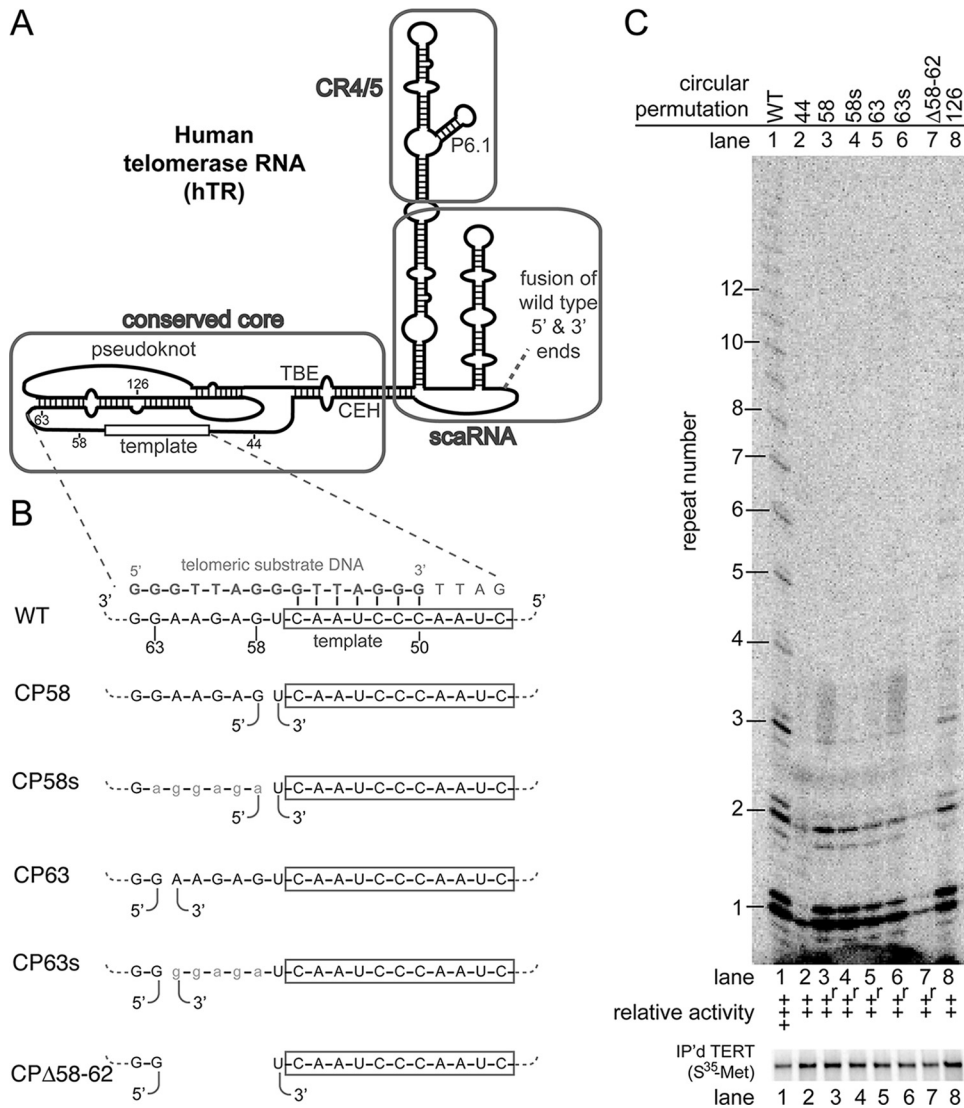 A
CR4/5
P6.1
Human
telomerase RNA
(hTR)
fusion of
wild type
5' & 3'
ends
conserved core
pseudoknot
126
TBE
CEH
63
58
template
44
scaRNA
B
telomeric substrate DNA
5' 3'
G-G-G-T-T-A-G-G-G-T-T-A-G-G-G T T A G
WT
3' G-G-A-A-G-A-G-U-C-A-A-U-C-C-C-A-A-U-C 5'
63 58 template 50
CP58
G-G-A-A-G-A-G U-C-A-A-U-C-C-C-A-A-U-C
5' 3'
CP58s
G-a-g-g-a-g-a U-C-A-A-U-C-C-C-A-A-U-C
5' 3'
CP63
G-G A-A-G-A-G-U-C-A-A-U-C-C-C-A-A-U-C
5' 3'
CP63s
G-G g-g-a-g-a-U-C-A-A-U-C-C-C-A-A-U-C
5' 3'
CPΔ58-62
G-G U-C-A-A-U-C-C-C-A-A-U-C
5' 3'
C
circular
permutation
WT 44 58 58s 63 63s Δ58-62 126
lane 1 2 3 4 5 6 7 8
repeat number
12
10
8
7
6
5
4
3
2
1
lane 1 2 3 4 5 6 7 8
relative activity +++ ++ ++r ++r ++r ++r ++r ++
IP'd TERT
(S35-Met)
lane 1 2 3 4 5 6 7 8